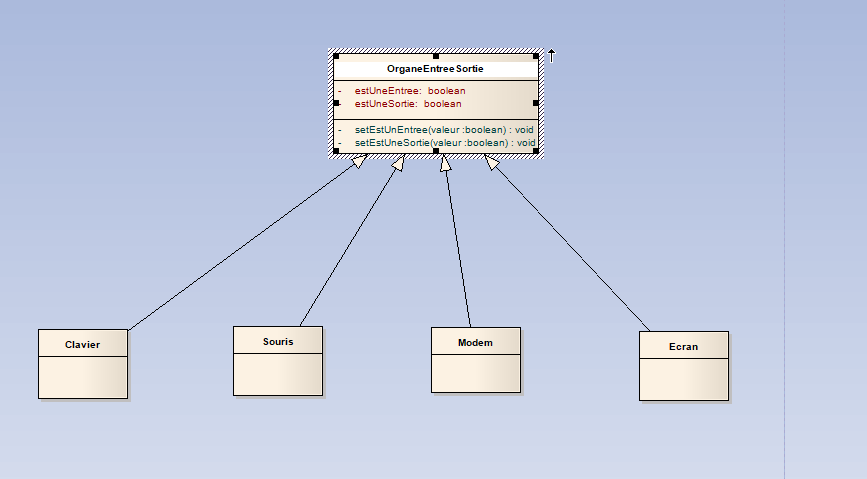 OrganeEntreeSortie
- estUneEntree: boolean
- estUneSortie: boolean
- setEstUnEntree(valeur :boolean) : void
- setEstUneSortie(valeur :boolean) : void
Clavier
Souris
Modem
Ecran